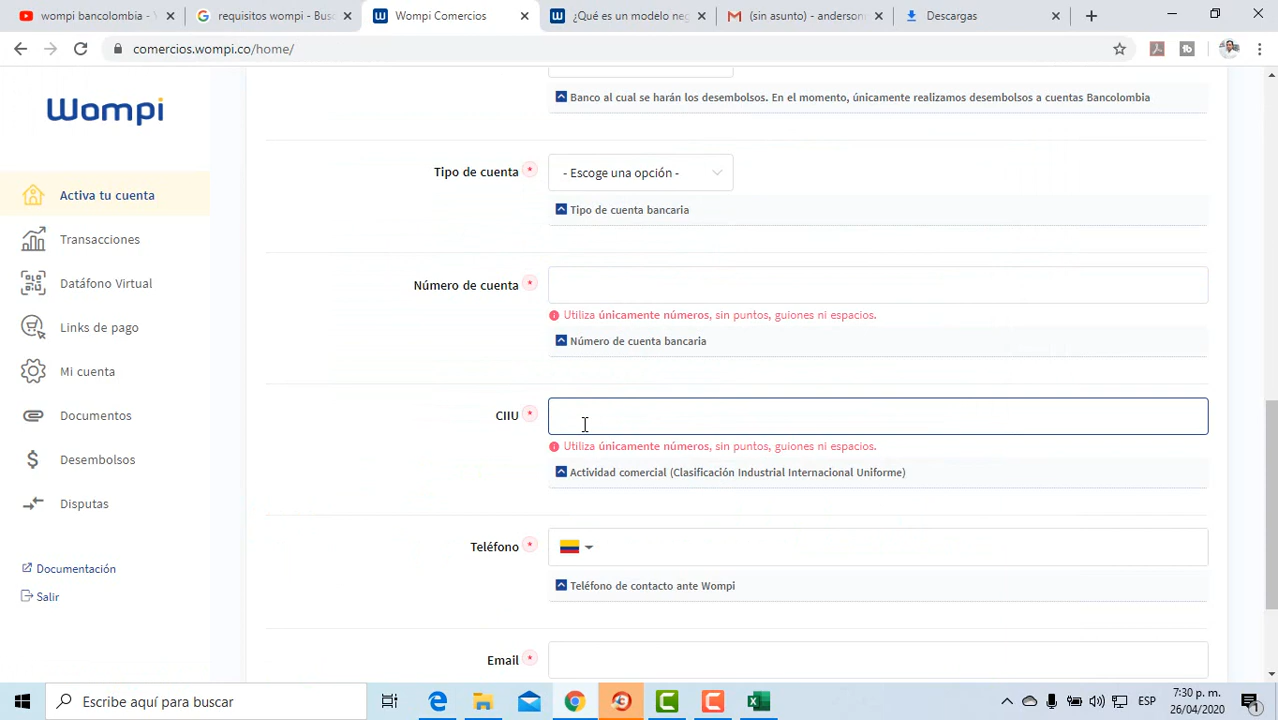 wompi bancolombia - Y
requisitos wompi - Busc
Wompi Comercios
¿Qué es un modelo neg
(sin asunto) - anderson
Descargas
comercios.wompi.co/home/
Wompi
Activa tu cuenta
Transacciones
Datáfono Virtual
Links de pago
Mi cuenta
Documentos
Desembolsos
Disputas
Documentación
Salir
Banco al cual se harán los desembolsos. En el momento, únicamente realizamos desembolsos a cuentas Bancolombia
Tipo de cuenta *
- Escoge una opción -
Tipo de cuenta bancaria
Número de cuenta *
Utiliza únicamente números, sin puntos, guiones ni espacios.
Número de cuenta bancaria
CIIU *
Utiliza únicamente números, sin puntos, guiones ni espacios.
Actividad comercial (Clasificación Industrial Internacional Uniforme)
Teléfono *
Teléfono de contacto ante Wompi
Email *
Escribe aquí para buscar
ESP
7:30 p. m.
26/04/2020